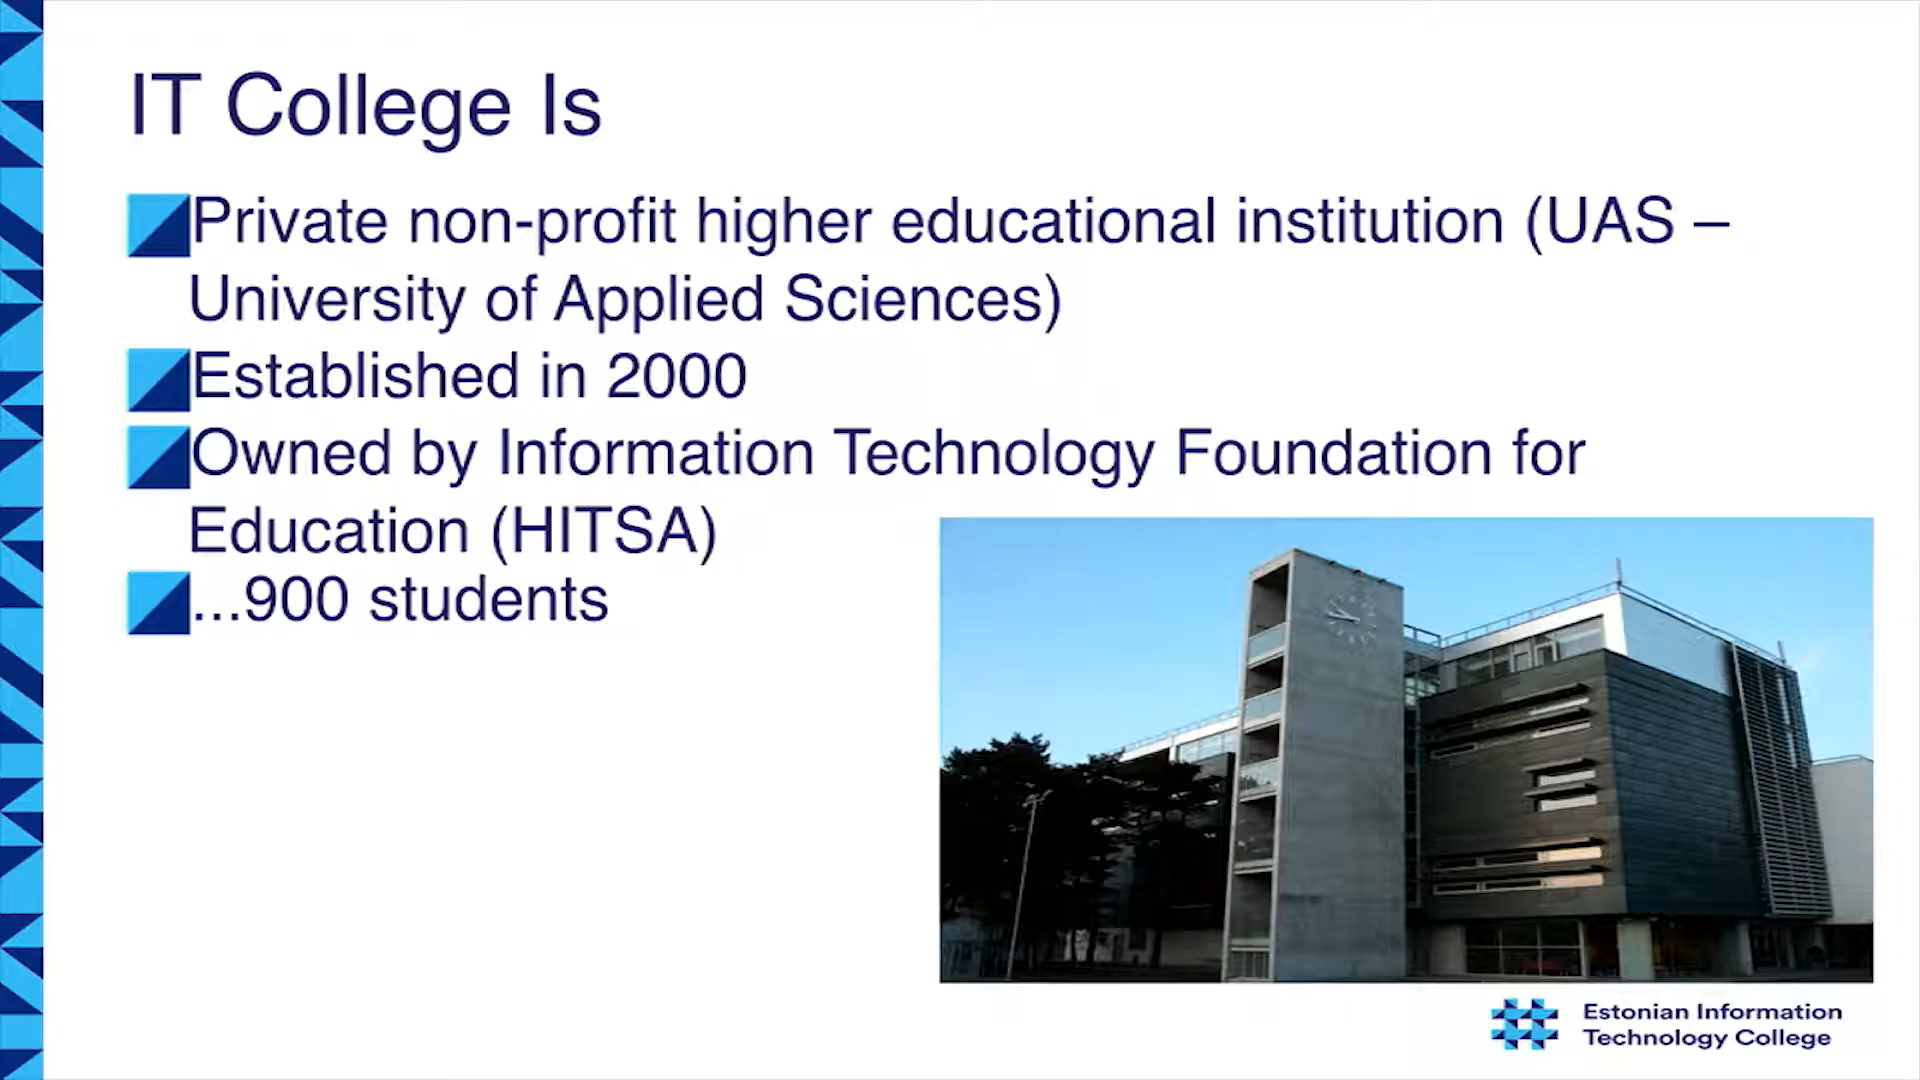 IT College Is
Private non-profit higher educational institution (UAS –
University of Applied Sciences)
Established in 2000
Owned by Information Technology Foundation for
Education (HITSA)
...900 students
Estonian Information
Technology College